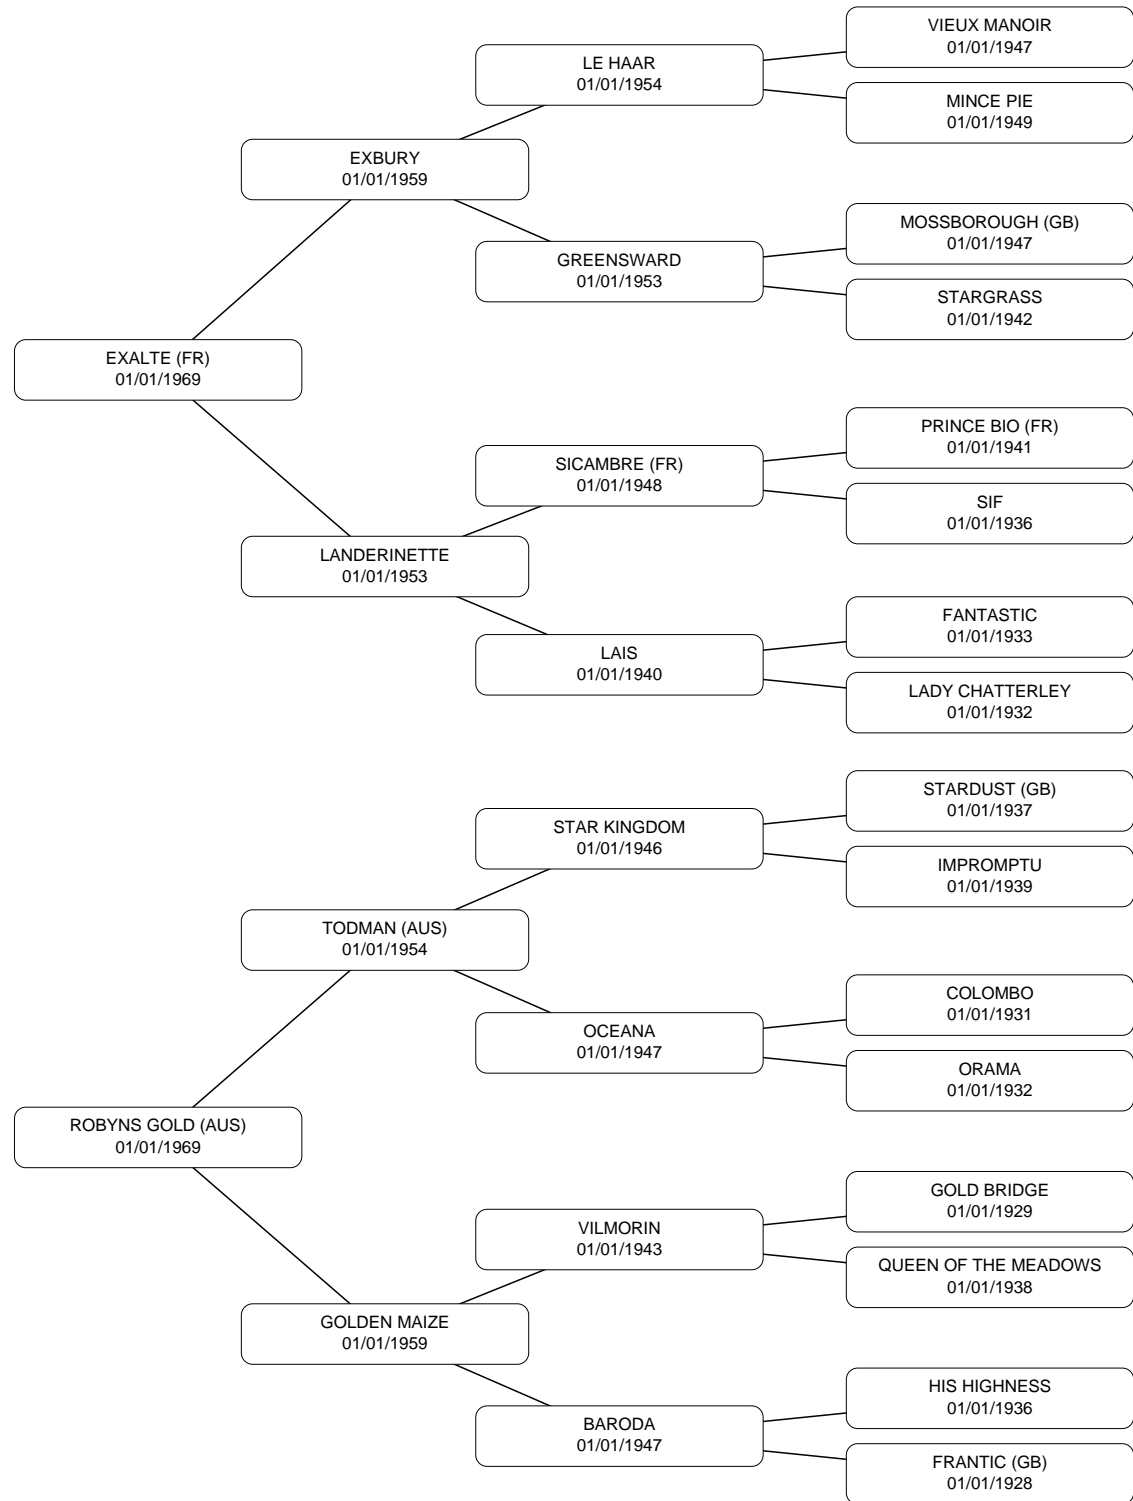 VIEUX MANOIR
01/01/1947
LE HAAR
01/01/1954
MINCE PIE
01/01/1949
EXBURY
01/01/1959
MOSSBOROUGH (GB)
01/01/1947
GREENSWARD
01/01/1953
STARGRASS
01/01/1942
EXALTE (FR)
01/01/1969
PRINCE BIO (FR)
01/01/1941
SICAMBRE (FR)
01/01/1948
SIF
01/01/1936
LANDERINETTE
01/01/1953
FANTASTIC
01/01/1933
LAIS
01/01/1940
LADY CHATTERLEY
01/01/1932
STARDUST (GB)
01/01/1937
STAR KINGDOM
01/01/1946
IMPROMPTU
01/01/1939
TODMAN (AUS)
01/01/1954
COLOMBO
01/01/1931
OCEANA
01/01/1947
ORAMA
01/01/1932
ROBYNS GOLD (AUS)
01/01/1969
GOLD BRIDGE
01/01/1929
VILMORIN
01/01/1943
QUEEN OF THE MEADOWS
01/01/1938
GOLDEN MAIZE
01/01/1959
HIS HIGHNESS
01/01/1936
BARODA
01/01/1947
FRANTIC (GB)
01/01/1928